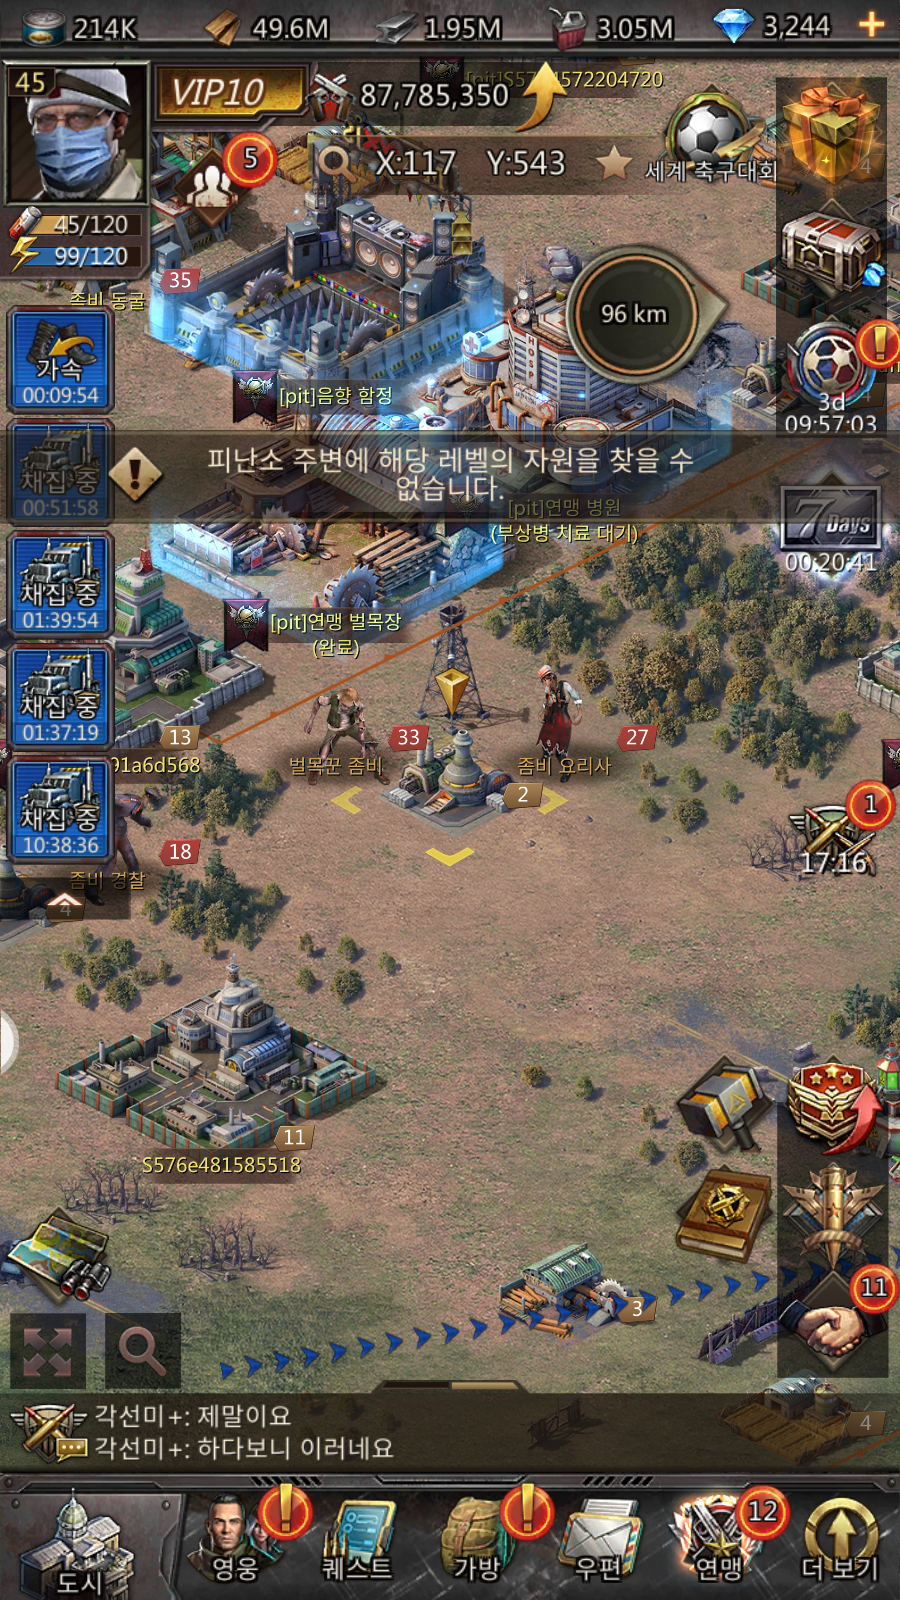 214K 49.6M 1.95M 3.05M 3,244
45
VIP10
87,785,350
5
X:117 Y:543
세계 축구대회
4
45/120
99/120
35
좀비 동굴
96 km
가속
00:09:54
[pit]음향 함정
3d
09:57:03
피난소 주변에 해당 레벨의 자원을 찾을 수
없습니다.
채집 중
00:51:58
[pit]연맹 병원
(부상병 치료 대기)
7 Days
00:20:41
HOSP
채집 중
01:39:54
[pit]연맹 벌목장
(완료)
채집 중
01:37:19
13
33
27
91a6d568
벌목꾼 좀비
좀비 요리사
2
채집 중
10:38:36
18
좀비 경찰
4
1
17:16
11
S576e481585518
3
11
각선미+: 제말이요
각선미+: 하다보니 이러네요
4
12
도시 영웅 퀘스트 가방 우편 연맹 더 보기